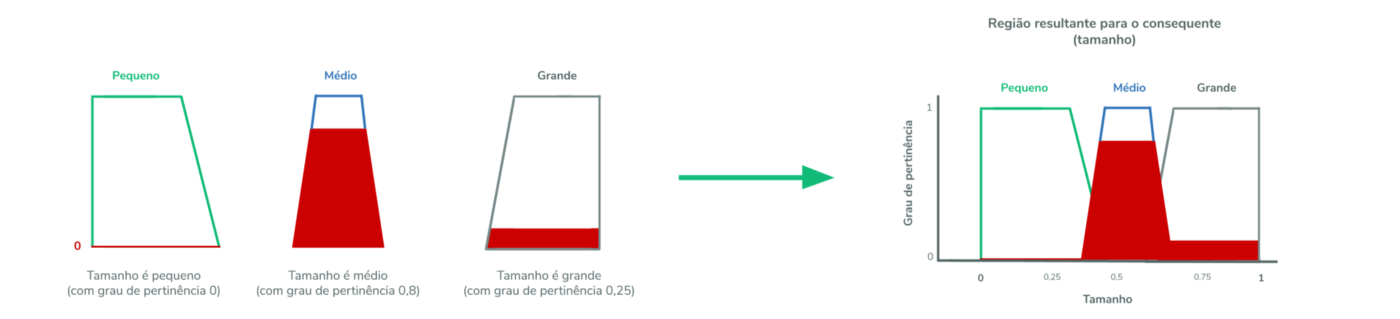 Pequeno
Médio
Grande
0
Tamanho é pequeno
(com grau de pertinência 0)
Tamanho é médio
(com grau de pertinência 0,8)
Tamanho é grande
(com grau de pertinência 0,25)
Região resultante para o consequente
(tamanho)
Pequeno
Médio
Grande
Grau de pertinência
1
0
0
0,25
0,5
0.75
1
Tamanho